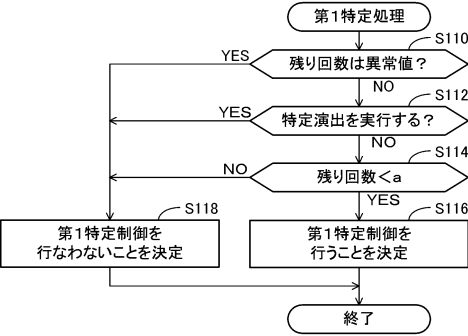 第１特定処理
S110
残り回数は異常値？
YES
NO
S112
特定演出を実行する？
YES
NO
S114
残り回数＜a
NO
YES
S118
第１特定制御を
行なわないことを決定
S116
第１特定制御を
行うことを決定
終了